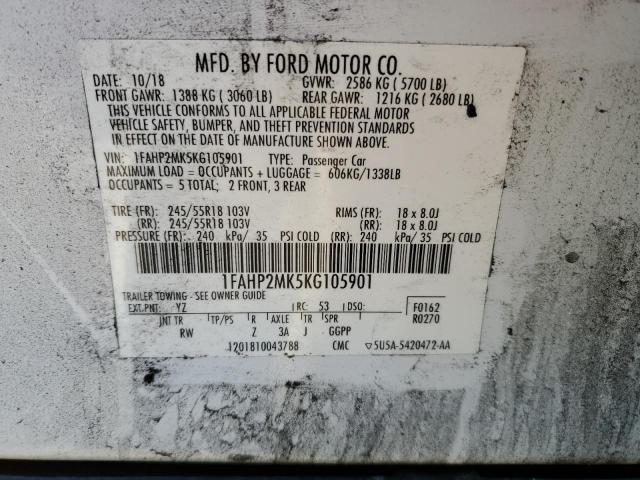 MFD. BY FORD MOTOR CO.
DATE: 10/18 GVWR: 2586 KG ( 5700 LB)
FRONT GAWR: 1388 KG ( 3060 LB) REAR GAWR: 1216 KG ( 2680 LB)
THIS VEHICLE CONFORMS TO ALL APPLICABLE FEDERAL MOTOR
VEHICLE SAFETY, BUMPER, AND THEFT PREVENTION STANDARDS
IN EFFECT ON THE DATE OF MANUFACTURE SHOWN ABOVE.
VIN: 1FAHP2MK5KG105901 TYPE: Passenger Car
MAXIMUM LOAD = OCCUPANTS + LUGGAGE = 606KG/1338LB
OCCUPANTS = 5 TOTAL; 2 FRONT, 3 REAR
TIRE (FR): 245/55R18 103V RIMS (FR): 18 x 8.0J
(RR): 245/55R18 103V (RR): 18 x 8.0J
PRESSURE (FR): 240 kPa/ 35 PSI COLD (RR): 240 kPa/ 35 PSI COLD
1FAHP2MK5KG105901
TRAILER TOWING - SEE OWNER GUIDE
EXT.PNT: YZ RC: 53 DSO: F0162
INT TR TP/PS R AXLE TR SPR R0270
RW Z 3A J GGPP
1201810043788 CMC ▽5U5A-5420472-AA